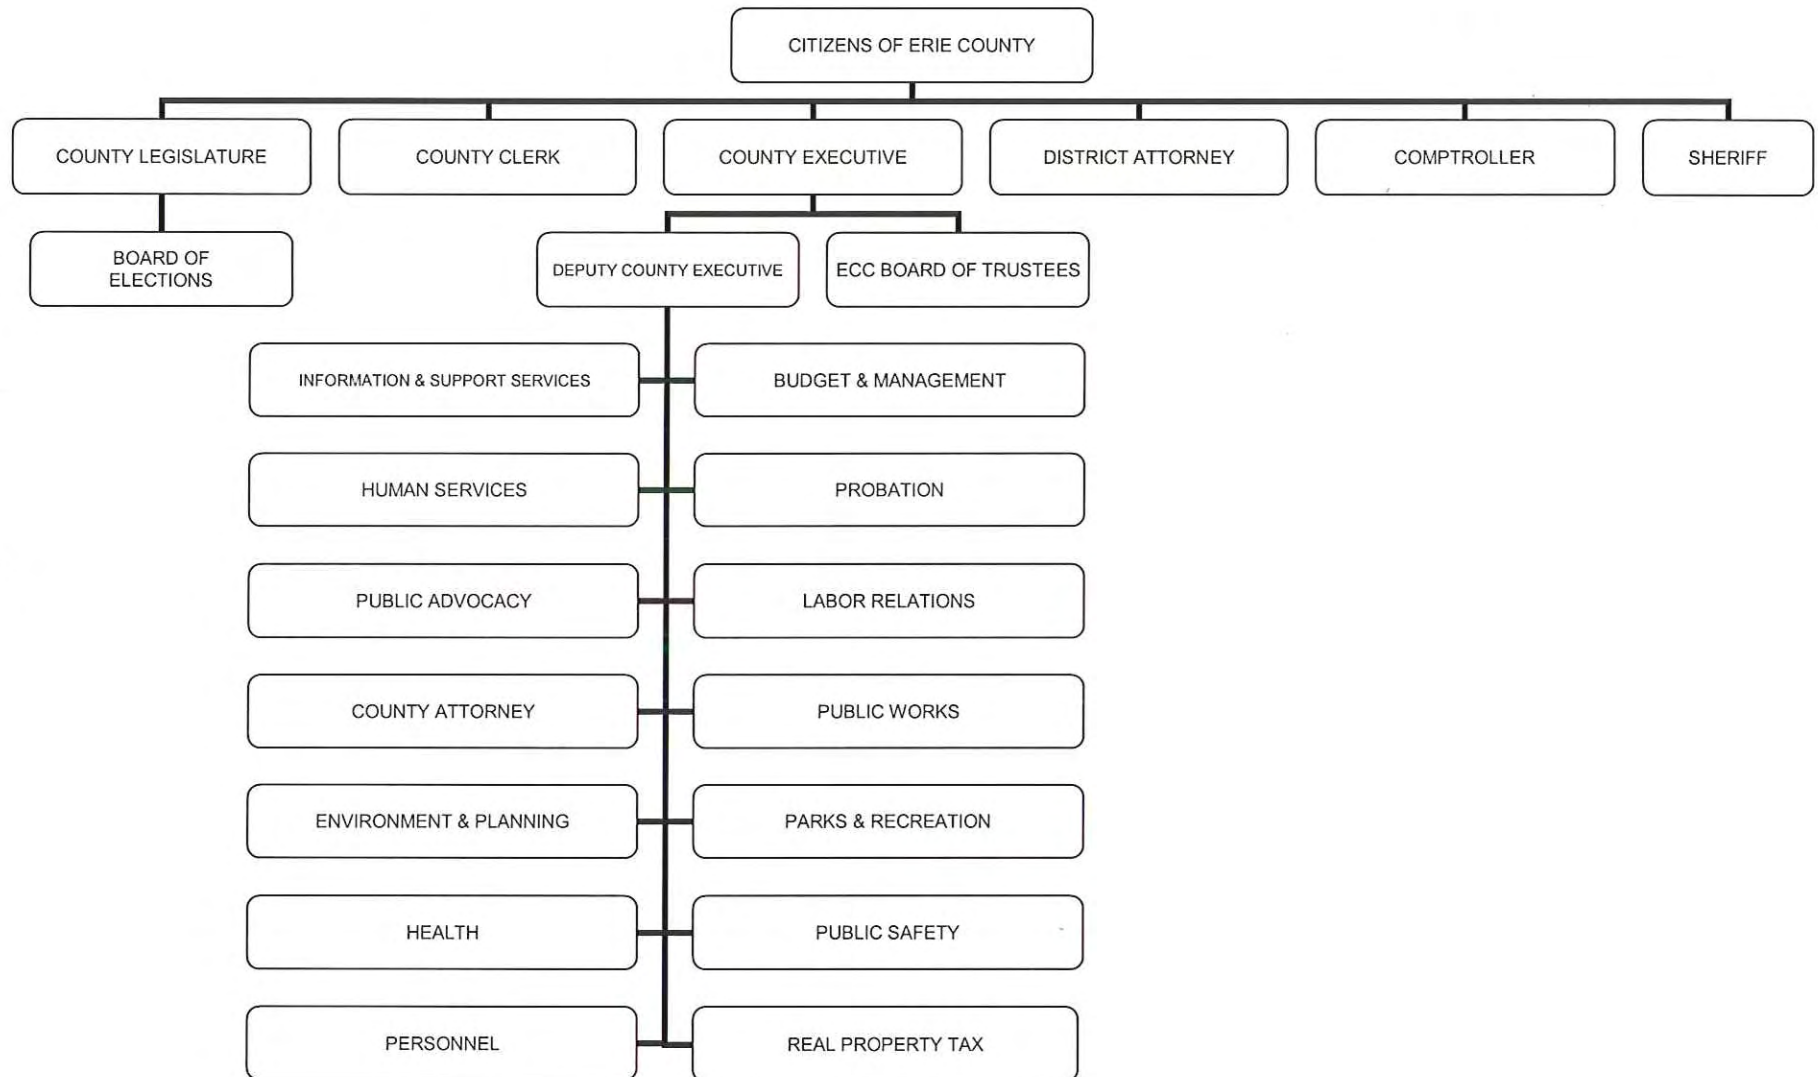 CITIZENS OF ERIE COUNTY
COUNTY LEGISLATURE
COUNTY CLERK
COUNTY EXECUTIVE
DISTRICT ATTORNEY
COMPTROLLER
SHERIFF
BOARD OF
ELECTIONS
DEPUTY COUNTY EXECUTIVE
ECC BOARD OF TRUSTEES
INFORMATION & SUPPORT SERVICES
BUDGET & MANAGEMENT
HUMAN SERVICES
PROBATION
PUBLIC ADVOCACY
LABOR RELATIONS
COUNTY ATTORNEY
PUBLIC WORKS
ENVIRONMENT & PLANNING
PARKS & RECREATION
HEALTH
PUBLIC SAFETY
PERSONNEL
REAL PROPERTY TAX